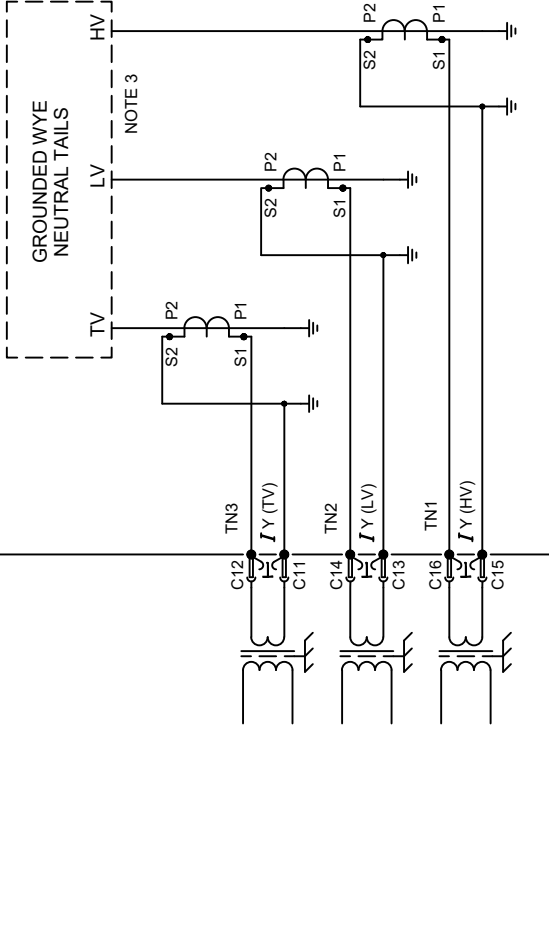 GROUNDED WYE
NEUTRAL TAILS
TV
LV
HV
NOTE 3
P2
P1
S2
S1
P2
P1
S2
S1
P2
P1
S2
S1
TN3
I Y (TV)
C12
C11
TN2
I Y (LV)
C14
C13
TN1
I Y (HV)
C16
C15